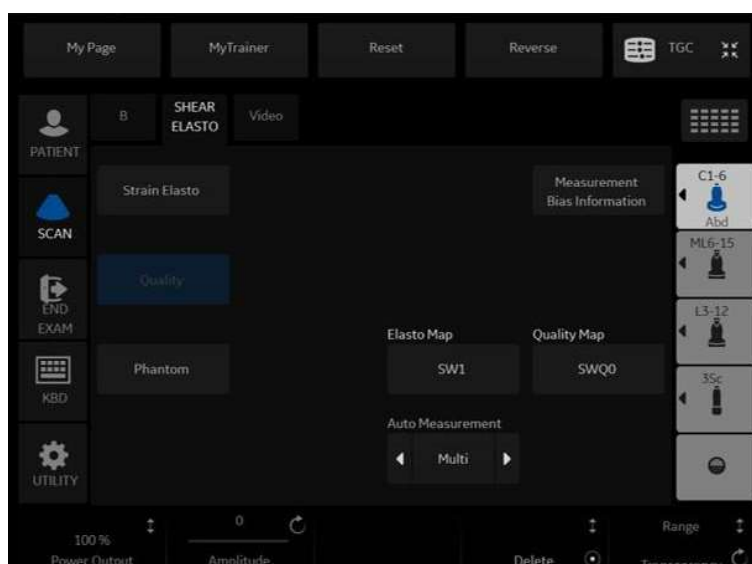 My Page
MyTrainer
Reset
Reverse
TGC
PATIENT
B
SHEAR
ELASTO
Video
SCAN
Strain Elasto
Measurement
Bias Information
C1-6
Abd
ML6-15
END
EXAM
Quality
L3-12
Elasto Map
Quality Map
KBD
Phantom
SW1
SWQ0
3Sc
Auto Measurement
UTILITY
Multi
100 %
Power Output
0
Amplitude
Delete
Range
Transparency